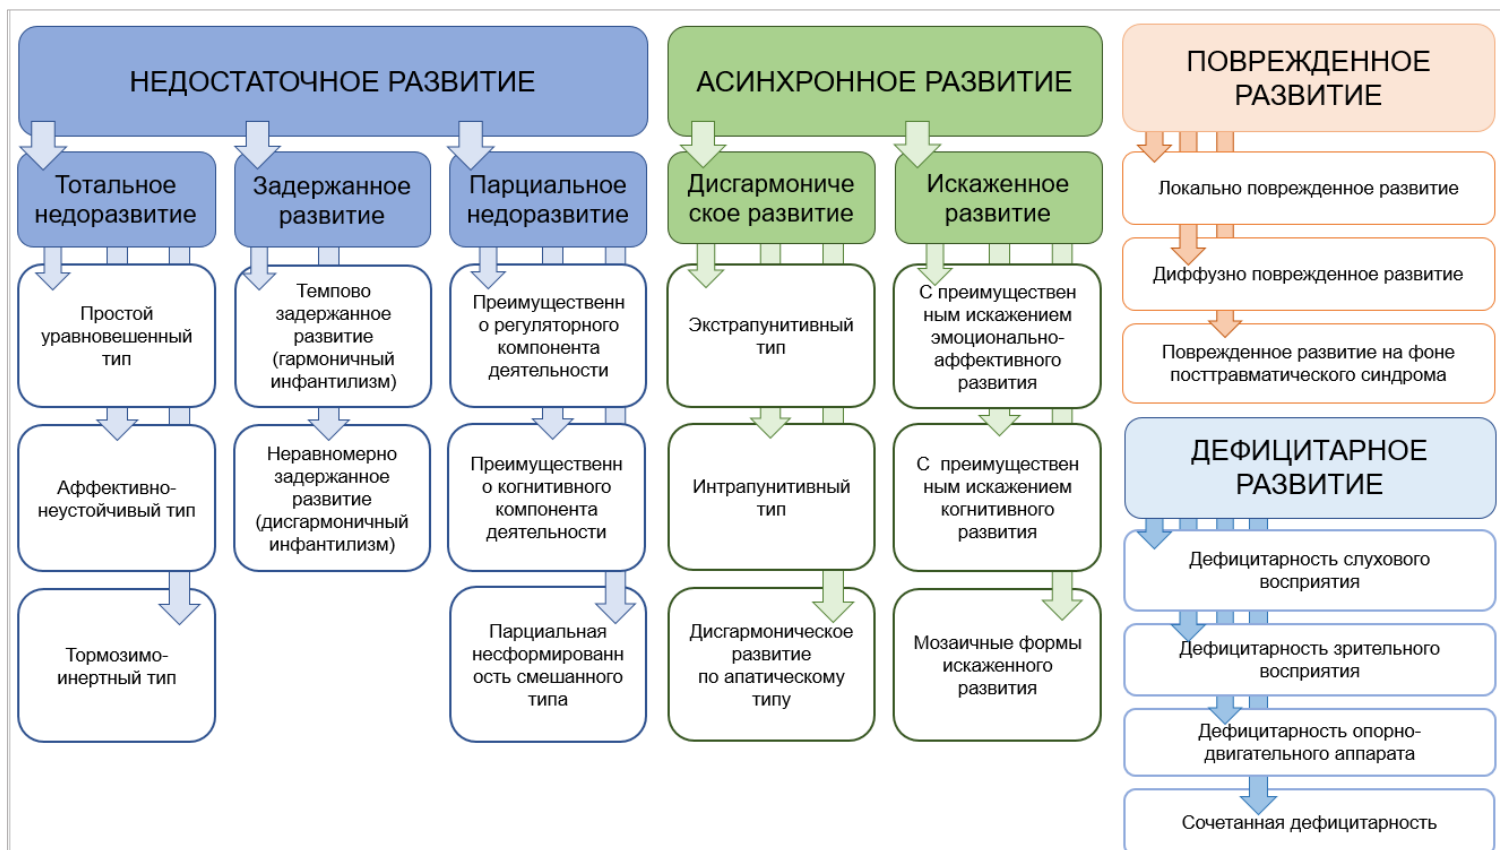 НЕДОСТАТОЧНОЕ РАЗВИТИЕ
Тотальное
недоразвитие
Простой
уравновешенный
тип
Аффективно-
неустойчивый тип
Тормозимо-
инертный тип
Задержанное
развитие
Темпово
задержанное
развитие
(гармоничный
инфантилизм)
Неравномерно
задержанное
развитие
(дисгармоничный
инфантилизм)
Парциальное
недоразвитие
Преимущественн
о регуляторного
компонента
деятельности
Преимущественн
о когнитивного
компонента
деятельности
Парциальная
несформированн
ость смешанного
типа
АСИНХРОННОЕ РАЗВИТИЕ
Дисгармониче
ское развитие
Экстрапунитивный
тип
Интрапунитивный
тип
Дисгармоническое
развитие
по апатическому
типу
Искаженное
развитие
С преимуществен
ным искажением
эмоционально-
аффективного
развития
С преимуществен
ным искажением
когнитивного
развития
Мозаичные формы
искаженного
развития
ПОВРЕЖДЕННОЕ
РАЗВИТИЕ
Локально поврежденное развитие
Диффузно поврежденное развитие
Поврежденное развитие на фоне
посттравматического синдрома
ДЕФИЦИТАРНОЕ
РАЗВИТИЕ
Дефицитарность слухового
восприятия
Дефицитарность зрительного
восприятия
Дефицитарность опорно-
двигательного аппарата
Сочетанная дефицитарность